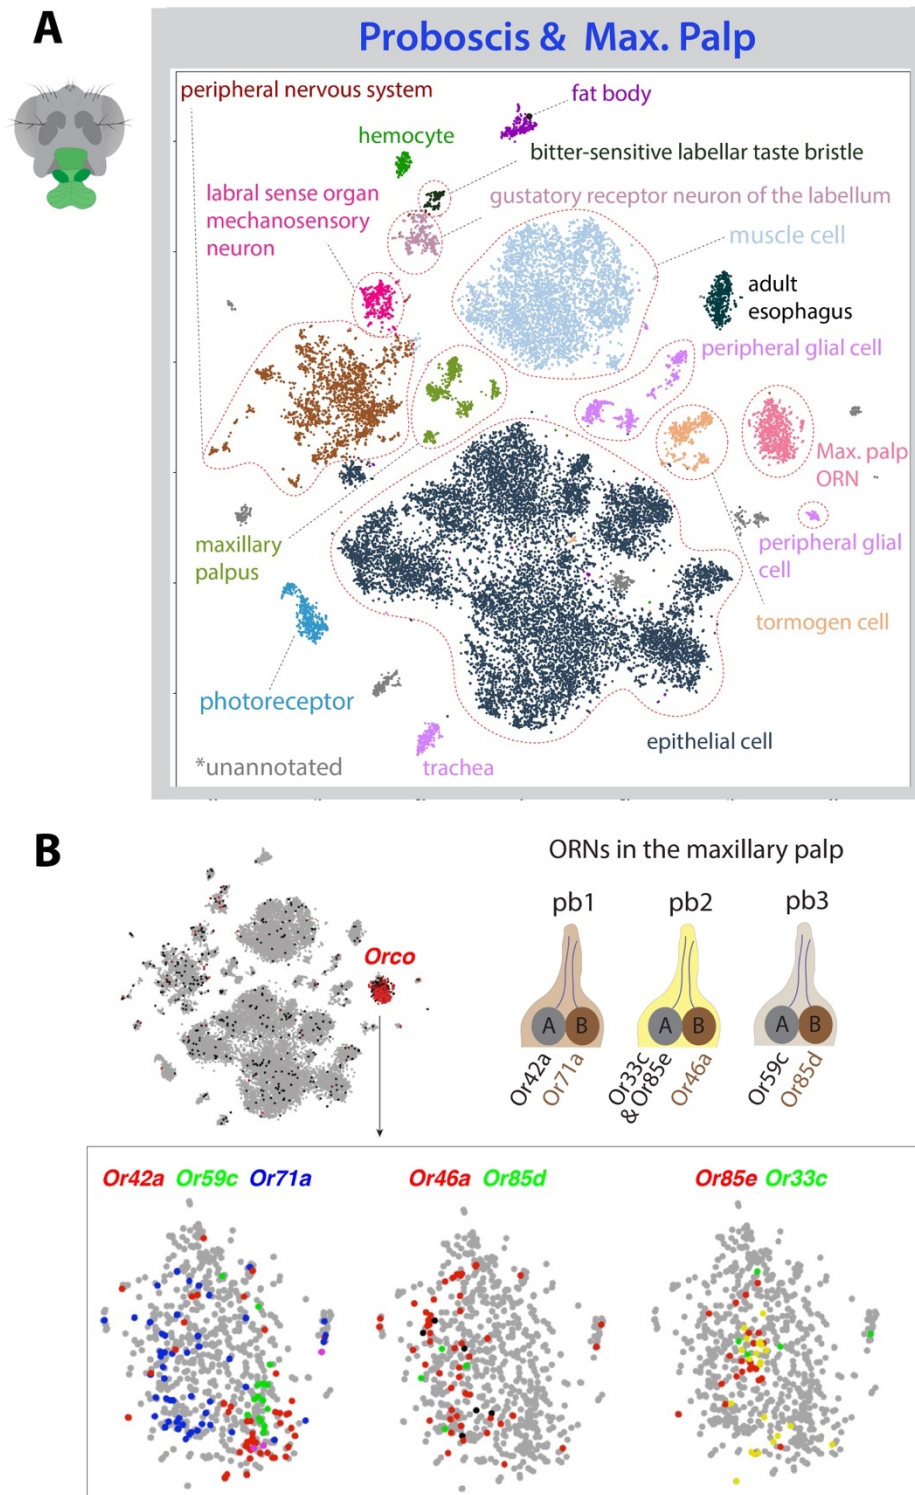 A
Proboscis & Max. Palp
peripheral nervous system
fat body
hemocyte
bitter-sensitive labellar taste bristle
labral sense organ
mechanosensory
neuron
gustatory receptor neuron of the labellum
muscle cell
adult
esophagus
peripheral glial cell
Max. palp
ORN
maxillary
palpus
peripheral glial
cell
tormogen cell
photoreceptor
epithelial cell
*unannotated
trachea
B
ORNs in the maxillary palp
pb1
pb2
pb3
Orco
A B
A B
A B
Or42a
Or71a
Or33c
& Or85e
Or46a
Or59c
Or85d
Or42a Or59c Or71a
Or46a Or85d
Or85e Or33c